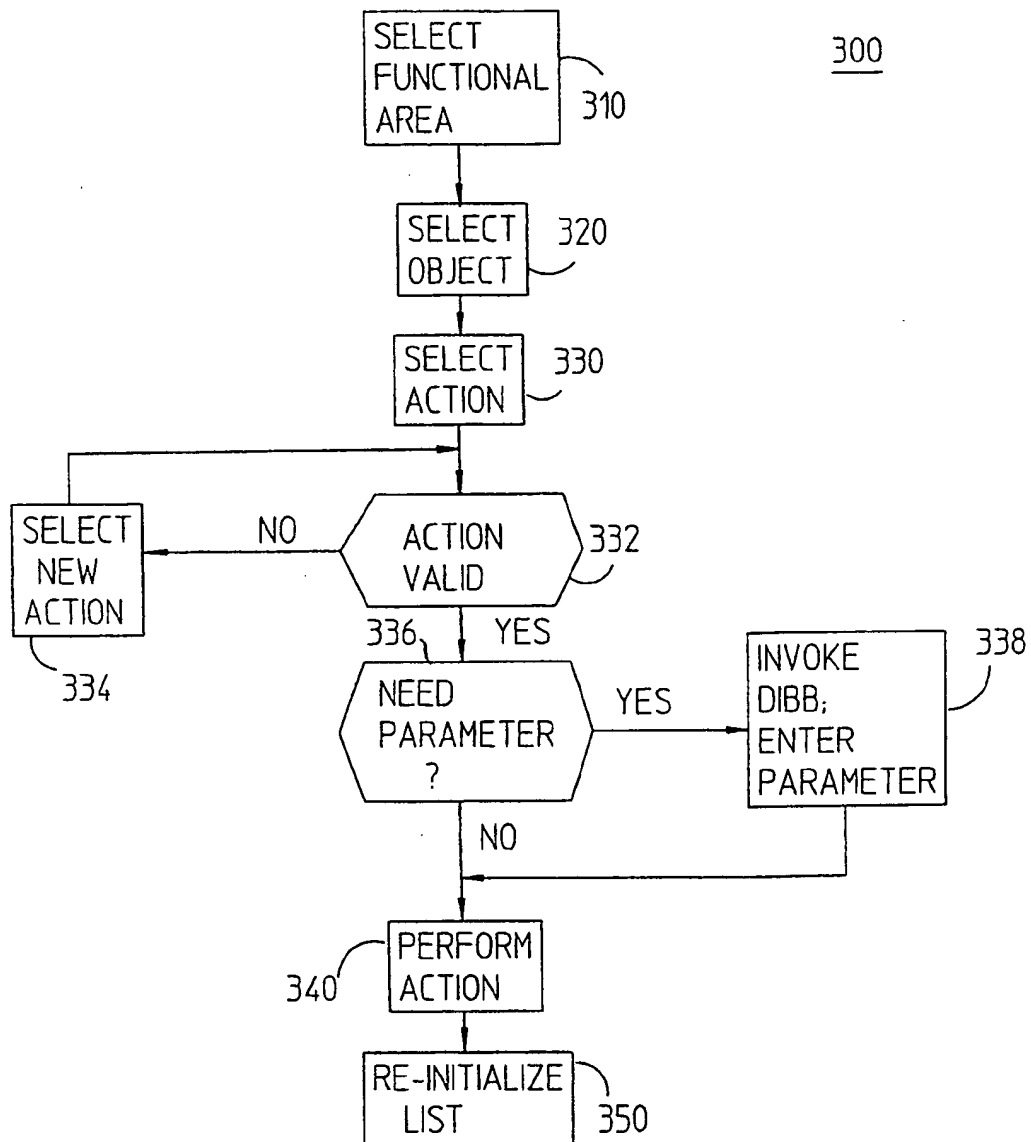 SELECT
FUNCTIONAL
AREA
310
300
SELECT
OBJECT
320
SELECT
ACTION
330
ACTION
VALID
332
NO
SELECT
NEW
ACTION
334
YES
336
NEED
PARAMETER
?
YES
INVOKE
DIBB;
ENTER
PARAMETER
338
NO
PERFORM
ACTION
340
RE-INITIALIZE
LIST
350